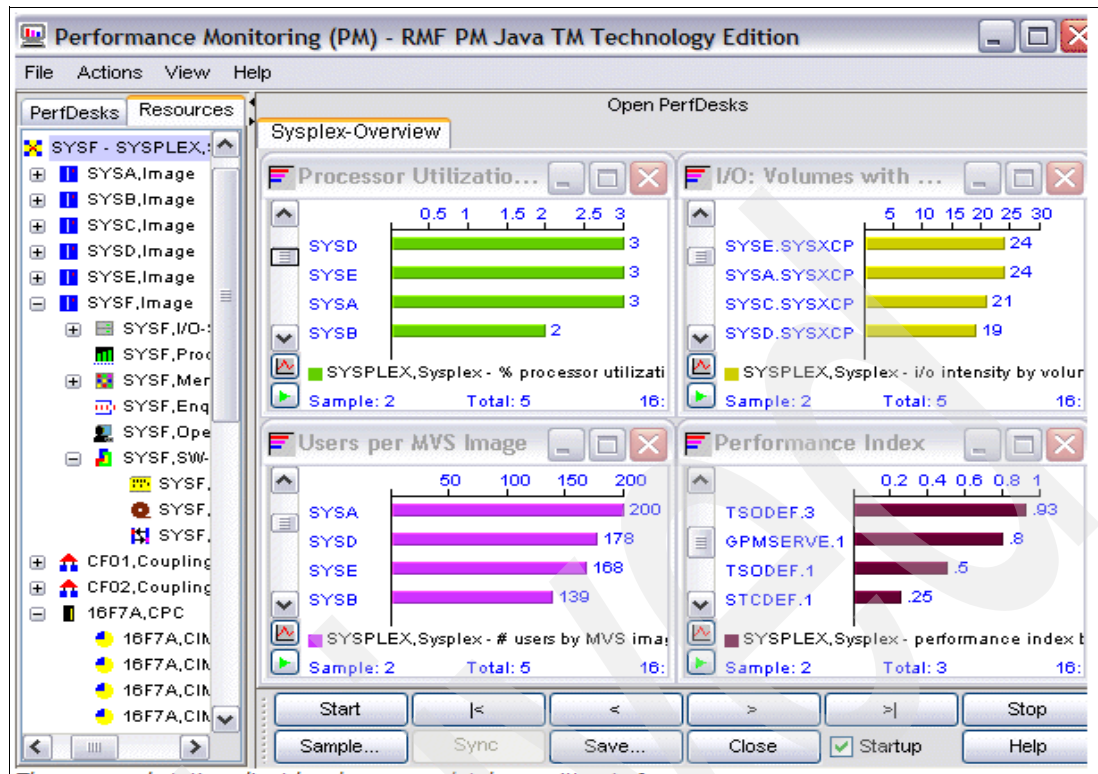 Performance Monitoring (PM) - RMF PM Java TM Technology Edition
File Actions View Help
PerfDesks Resources
Open PerfDesks
Sysplex-Overview
SYSF - SYSPLEX,
SYSA,Image
SYSB,Image
SYSC,Image
SYSD,Image
SYSE,Image
SYSF,Image
SYSF,I/O-
SYSF,Proc
SYSF,Mem
SYSF,Enq
SYSF,Ope
SYSF,SW-
SYSF,
SYSF,
SYSF,
CF01,Coupling
CF02,Coupling
16F7A,CPC
16F7A,
16F7A,
16F7A,
16F7A,
Processor Utilizatio...
0.5 1 1.5 2 2.5 3
SYSD 3
SYSE 3
SYSA 3
SYSB 2
SYSPLEX,Sysplex - % processor utilizati
Sample: 2 Total: 5 16:
I/O: Volumes with ...
5 10 15 20 25 30
SYSE.SYSXCP 24
SYSA.SYSXCP 24
SYSC.SYSXCP 21
SYSD.SYSXCP 19
SYSPLEX,Sysplex - i/o intensity by volur
Sample: 2 Total: 5 16:
Users per MVS Image
50 100 150 200
SYSA 200
SYSD 178
SYSE 168
SYSB 139
SYSPLEX,Sysplex - # users by MVS ima
Sample: 2 Total: 5 16:
Performance Index
0.2 0.4 0.6 0.8 1
TSODEF.3 .93
GPMSERVE.1 .8
TSODEF.1 .5
STCDEF.1 .25
SYSPLEX,Sysplex - performance index
Sample: 2 Total: 3 16:
Start |< < > >| Stop
Sample... Sync Save... Close Startup Help